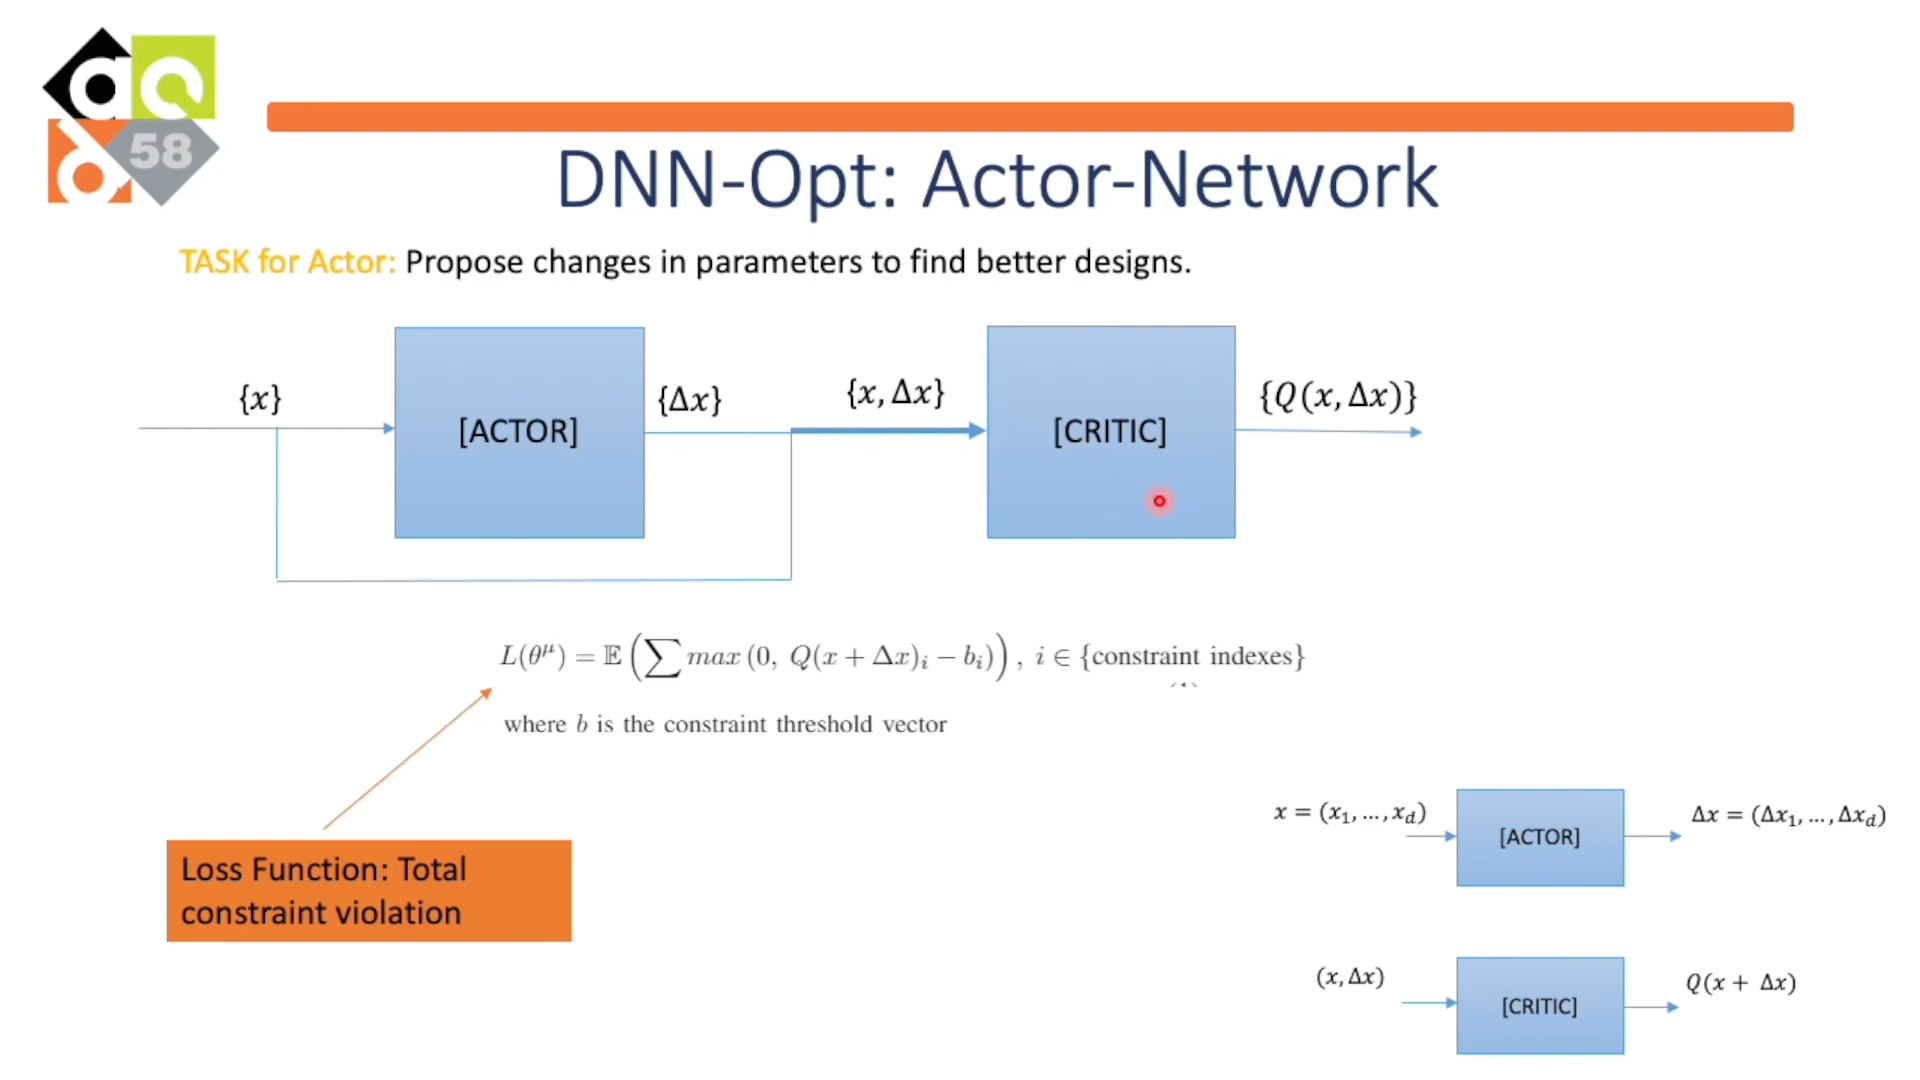 58
DNN-Opt: Actor-Network
TASK for Actor: Propose changes in parameters to find better designs.
{x}
[ACTOR]
{Δx}
{x, Δx}
[CRITIC]
{Q(x, Δx)}
L(θ^μ) = 𝔼 (∑ max (0, Q(x + Δx)_i − b_i)), i ∈ {constraint indexes}
where b is the constraint threshold vector
Loss Function: Total
constraint violation
x = (x₁, ..., x_d)
[ACTOR]
Δx = (Δx₁, ..., Δx_d)
(x, Δx)
[CRITIC]
Q(x + Δx)